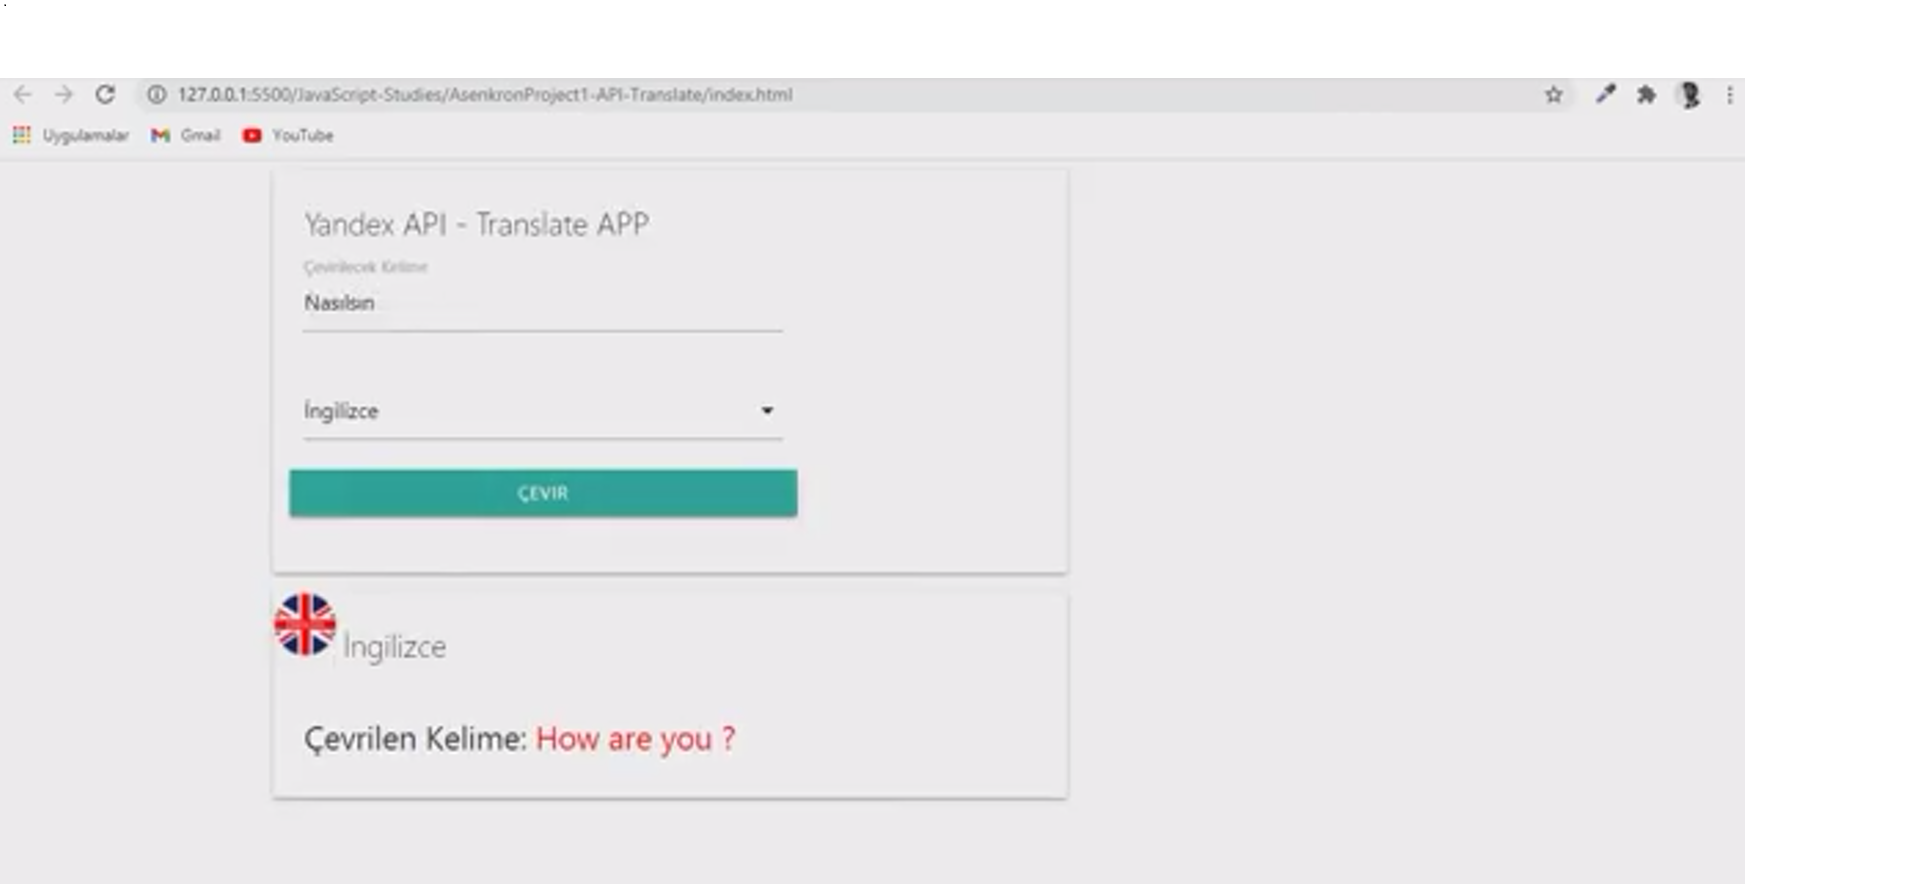 127.0.0.1:5500/JavaScript-Studies/AsenkronProject1-API-Translate/index.html
Uygulamalar Gmail YouTube
Yandex API - Translate APP
Çevirilecek Kelime
Nasılsın
İngilizce
ÇEVIR
İngilizce
Çevrilen Kelime: How are you ?